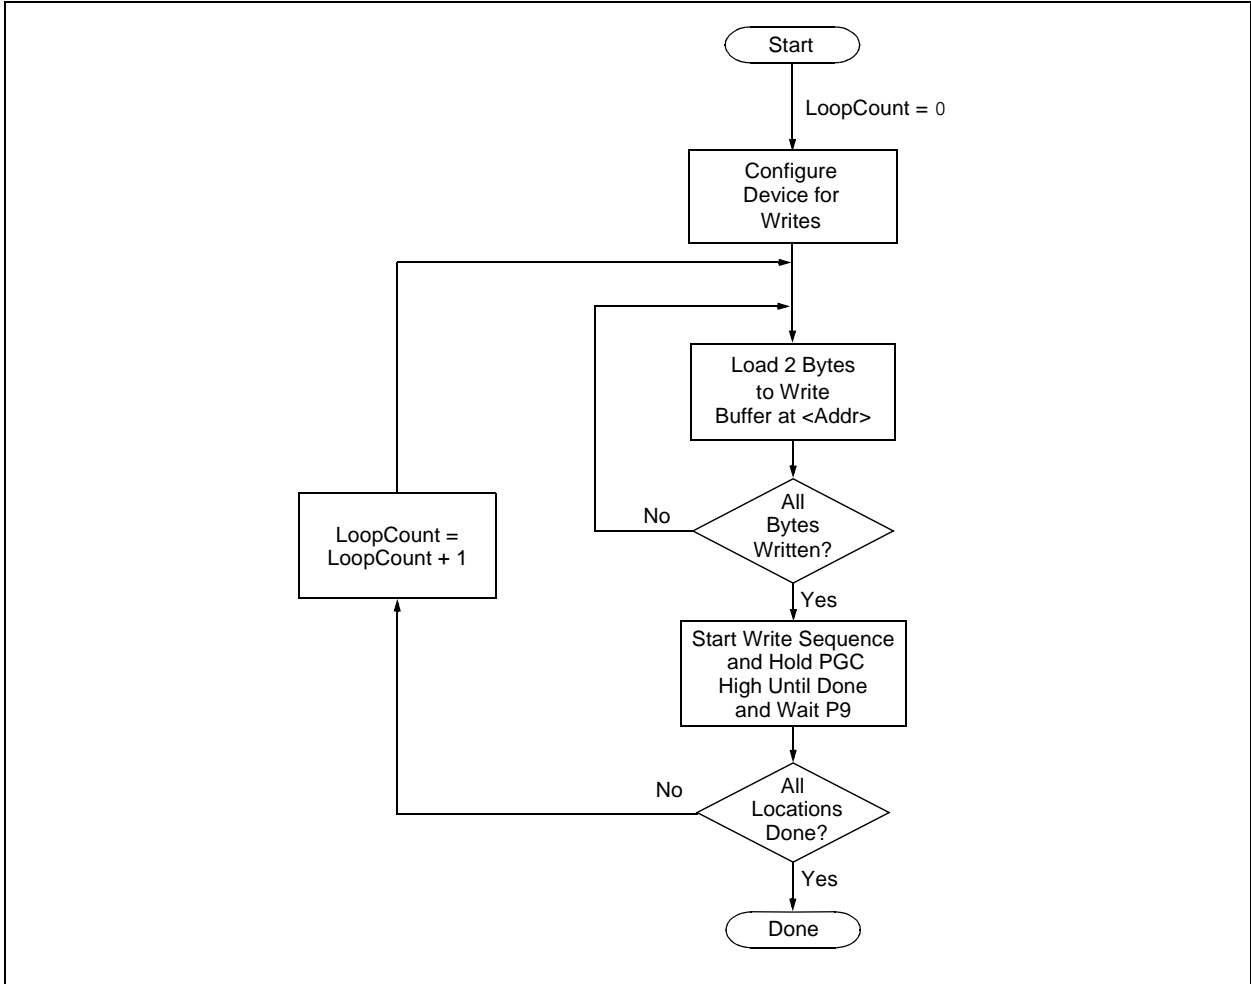 Start
LoopCount = 0
Configure
Device for
Writes
Load 2 Bytes
to Write
Buffer at <Addr>
All
Bytes
Written?
No
LoopCount =
LoopCount + 1
Yes
Start Write Sequence
and Hold PGC
High Until Done
and Wait P9
All
Locations
Done?
No
Yes
Done